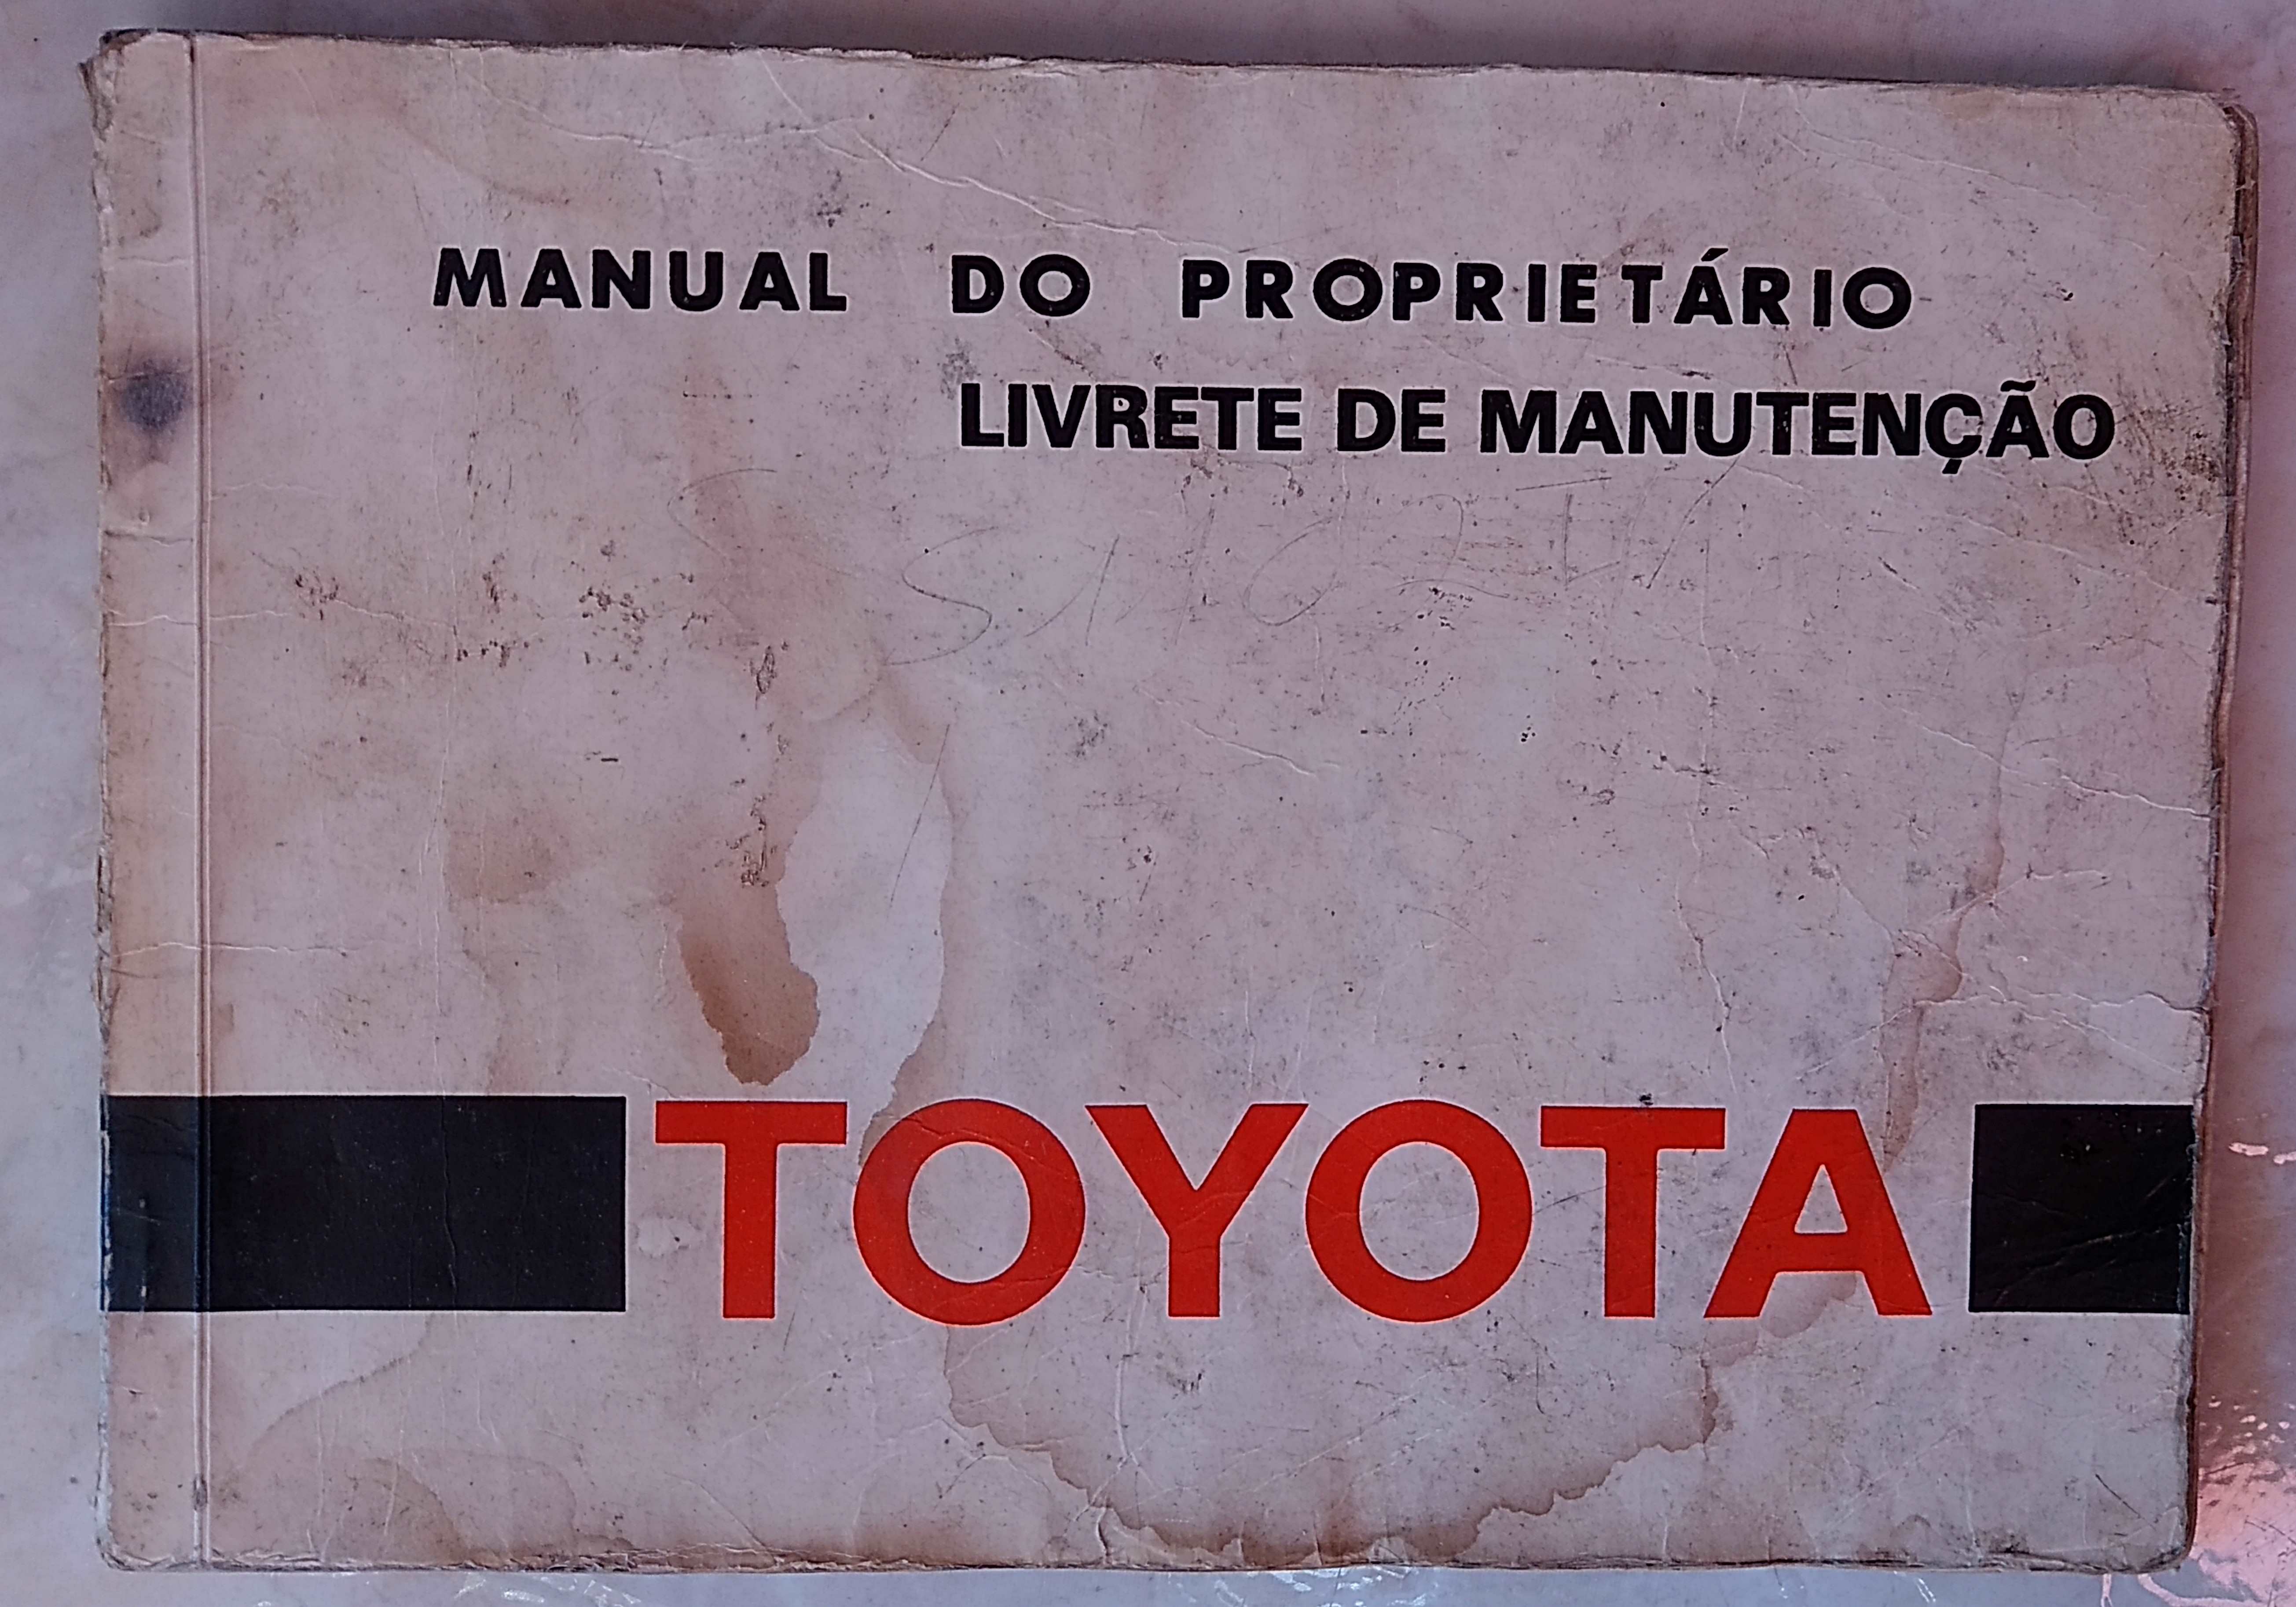 MANUAL DO PROPRIETÁRIO
LIVRETE DE MANUTENÇÃO
TOYOTA